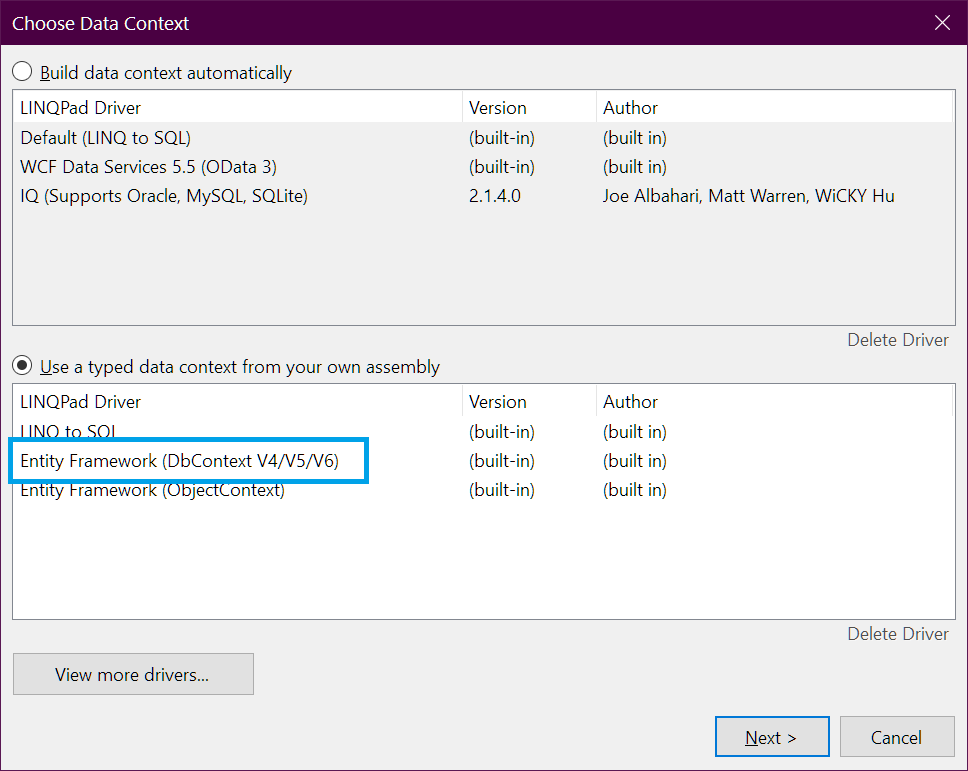 Choose Data Context
Build data context automatically
LINQPad Driver Version Author
Default (LINQ to SQL) (built-in) (built in)
WCF Data Services 5.5 (OData 3) (built-in) (built in)
IQ (Supports Oracle, MySQL, SQLite) 2.1.4.0 Joe Albahari, Matt Warren, WiCKY Hu
Delete Driver
Use a typed data context from your own assembly
LINQPad Driver Version Author
LINQ to SQL (built-in) (built in)
Entity Framework (DbContext V4/V5/V6) (built-in) (built in)
Entity Framework (ObjectContext) (built-in) (built in)
Delete Driver
View more drivers...
Next > Cancel